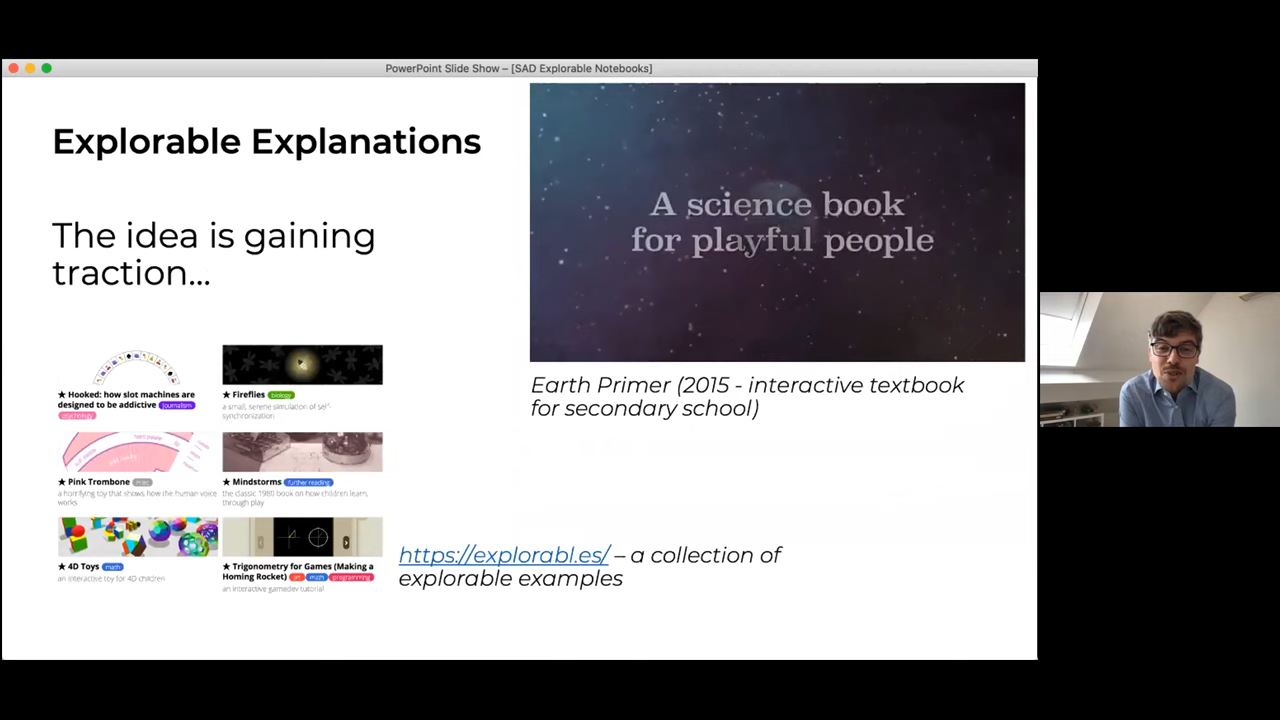 PowerPoint Slide Show – [SAD Explorable Notebooks]
Explorable Explanations
The idea is gaining
traction...
A science book
for playful people
Earth Primer (2015 - interactive textbook
for secondary school)
★ Hooked: how slot machines are
designed to be addictive journalism
psychology
★ Fireflies biology
a small, serene simulation of self-
synchronization
★ Pink Trombone misc
a horrifying toy that shows how the human voice
works
★ Mindstorms further reading
the classic 1980 book on how children learn,
through play
★ 4D Toys math
an interactive toy for 4D children
★ Trigonometry for Games (Making a
Homing Rocket) art math programming
an interactive gamedev tutorial
https://explorabl.es/ – a collection of
explorable examples